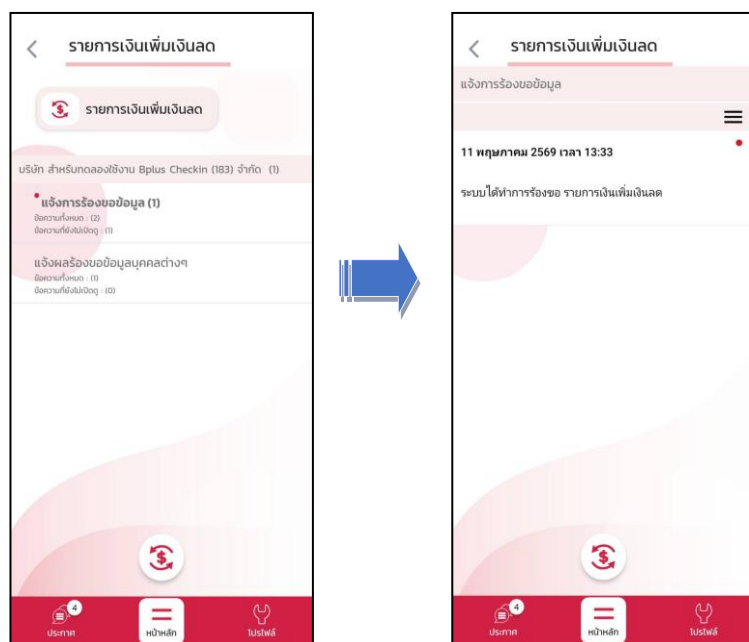 รายการเงินเพิ่มเงินลด
รายการเงินเพิ่มเงินลด
บริษัท สำหรับทดลองใช้งาน Bplus Checkin (183) จำกัด (1)
แจ้งการร้องขอข้อมูล (1)
ข้อความทั้งหมด : (2)
ข้อความที่ยังไม่เปิดดู : (1)
แจ้งผลร้องขอข้อมูลบุคคลต่างๆ
ข้อความทั้งหมด : (1)
ข้อความที่ยังไม่เปิดดู : (0)
4
ประกาศ
หน้าหลัก
โปรไฟล์
รายการเงินเพิ่มเงินลด
แจ้งการร้องขอข้อมูล
11 พฤษภาคม 2569 เวลา 13:33
ระบบได้ทำการร้องขอ รายการเงินเพิ่มเงินลด
4
ประกาศ
หน้าหลัก
โปรไฟล์